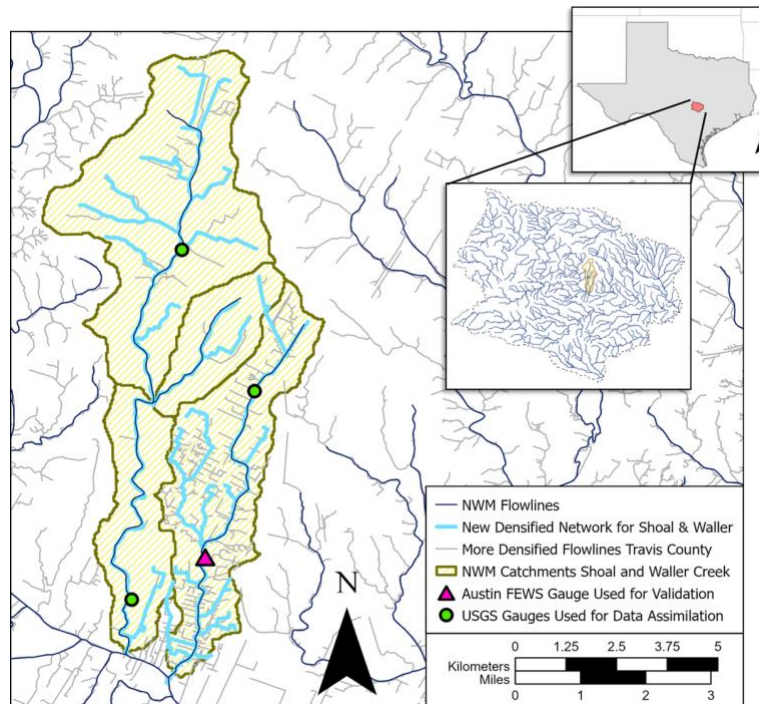 N
NWM Flowlines
New Densified Network for Shoal & Waller
More Densified Flowlines Travis County
NWM Catchments Shoal and Waller Creek
Austin FEWS Gauge Used for Validation
USGS Gauges Used for Data Assimilation
0 1.25 2.5 3.75 5
Kilometers
Miles
0 1 2 3